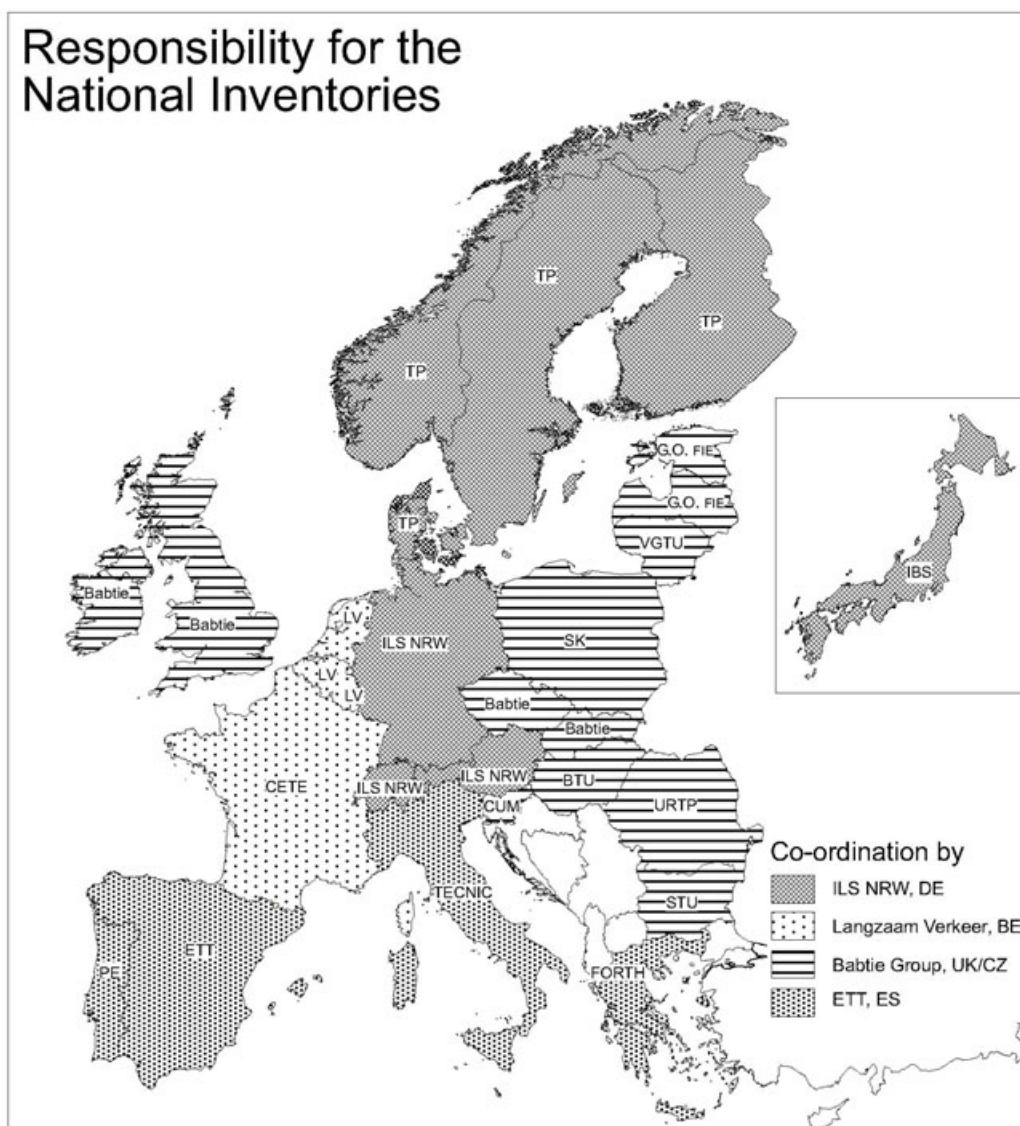 Responsibility for the
National Inventories
TP
TP
TP
TP
G.O. FIE
G.O. FIE
VGTU
IBS
Babtie
Babtie
LV
ILS NRW
SK
LV
LV
Babtie
Babtie
CETE
ILS NRW
ILS NRW
BTU
CUM
URTP
TECNIC
STU
ETT
PE
FORTH
Co-ordination by
ILS NRW, DE
Langzaam Verkeer, BE
Babtie Group, UK/CZ
ETT, ES